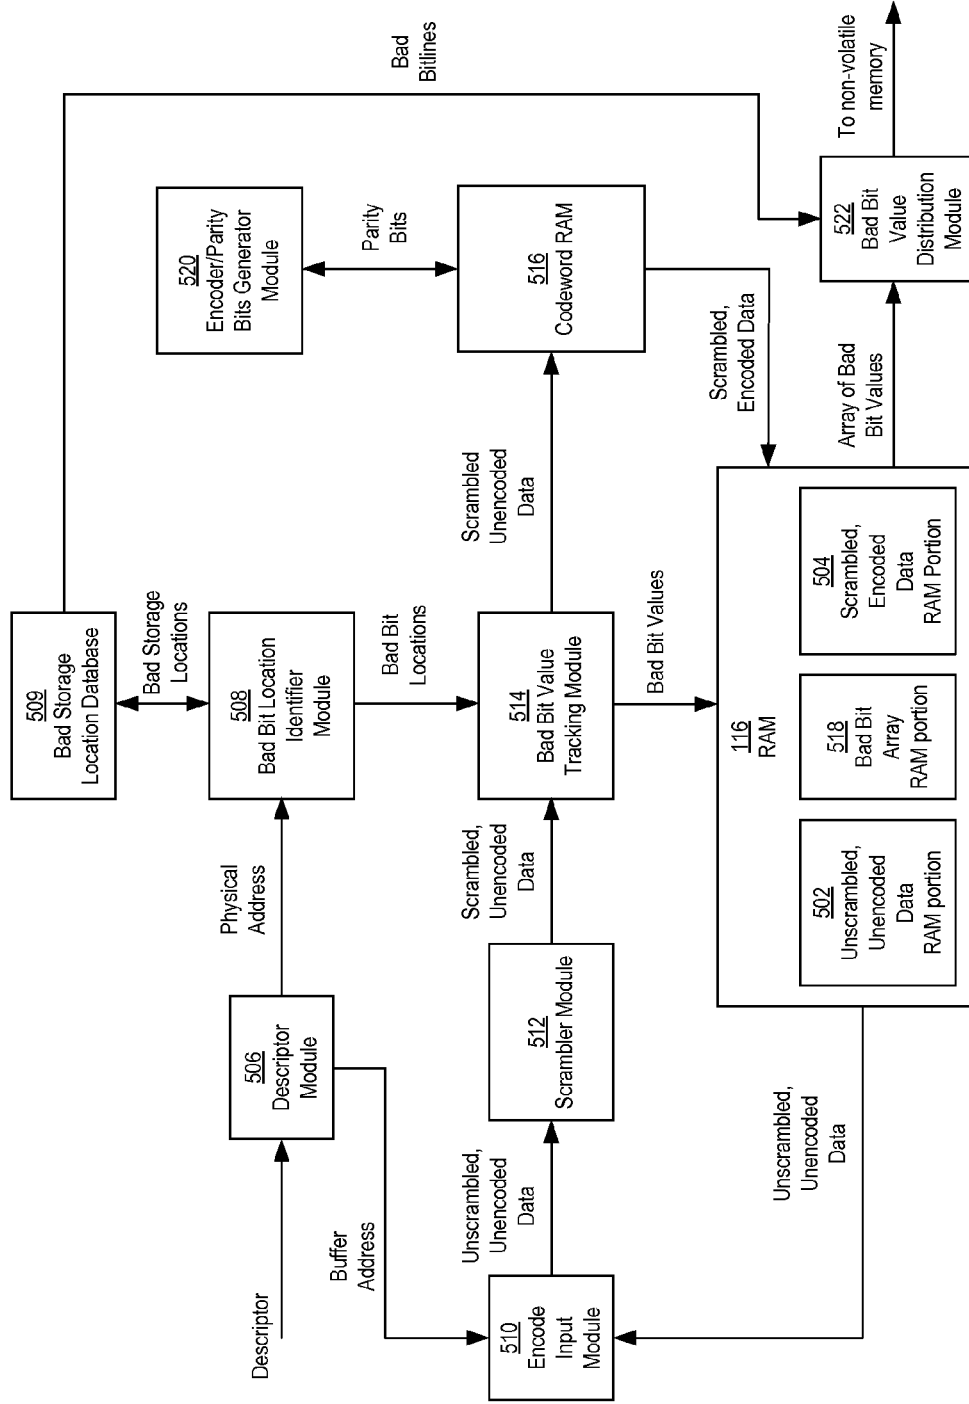 509
Bad Storage
Location Database
Bad
Bitlines
Bad Storage
Locations
520
Encoder/Parity
Bits Generator
Module
Descriptor
506
Descriptor
Module
Physical
Address
508
Bad Bit Location
Identifier
Module
Parity
Bits
Buffer
Address
Bad Bit
Locations
510
Encode
Input
Module
Unscrambled,
Unencoded
Data
512
Scrambler Module
Scrambled,
Unencoded
Data
514
Bad Bit Value
Tracking Module
Scrambled
Unencoded
Data
516
Codeword RAM
Bad Bit Values
Scrambled,
Encoded Data
To non-volatile
memory
Unscrambled,
Unencoded
Data
116
RAM
502
Unscrambled,
Unencoded
Data
RAM portion
518
Bad Bit
Array
RAM portion
504
Scrambled,
Encoded
Data
RAM Portion
Array of Bad
Bit Values
522
Bad Bit
Value
Distribution
Module